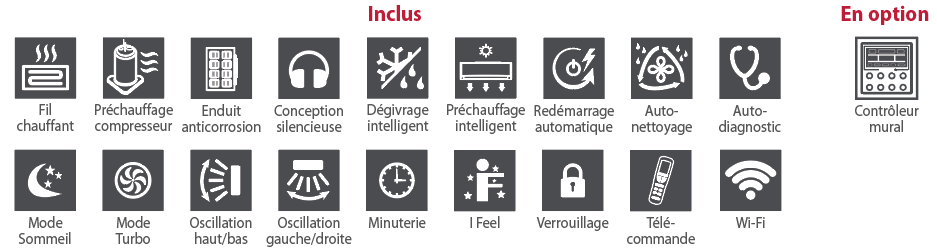 Inclus
En option
Fil
chauffant
Préchauffage
compresseur
Enduit
anticorrosion
Conception
silencieuse
Dégivrage
intelligent
Préchauffage
intelligent
Redémarrage
automatique
Auto-
nettoyage
Auto-
diagnostic
Contrôleur
mural
Mode
Sommeil
Mode
Turbo
Oscillation
haut/bas
Oscillation
gauche/droite
Minuterie
I Feel
Verrouillage
Télé-
commande
Wi-Fi